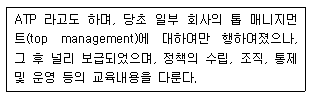 ATP 라고도 하며, 당초 일부 회사의 톱 매니지먼
트(top management)에 대하며만 행하며졌으나,
그 후 널리 보급되었으며, 정책의 수립, 조직, 통제
및 운영 등의 교육내용을 다룬다.